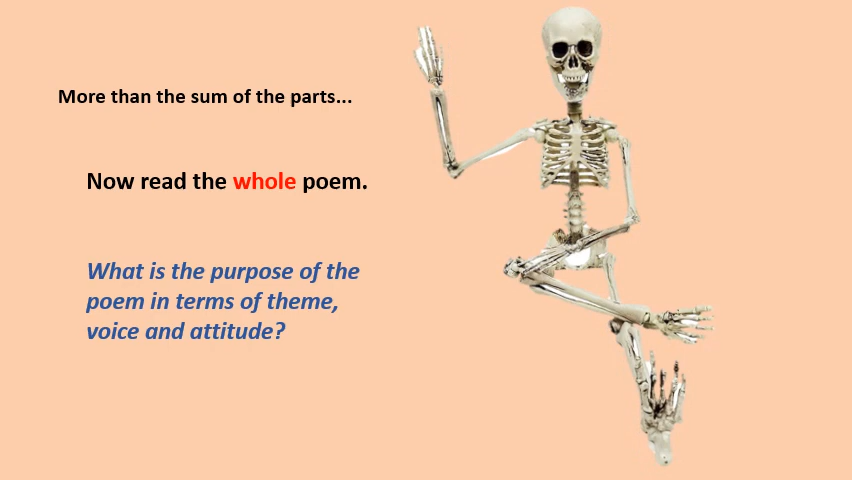 More than the sum of the parts...
Now read the whole poem.
What is the purpose of the
poem in terms of theme,
voice and attitude?